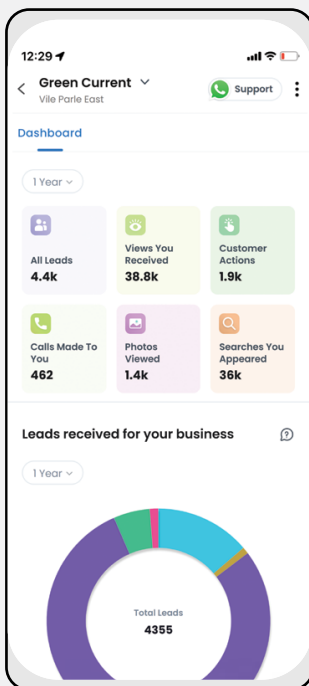 12:29
Green Current
Vile Parle East
Support
Dashboard
1 Year
All Leads
4.4k
Views You
Received
38.8k
Customer
Actions
1.9k
Calls Made To
You
462
Photos
Viewed
1.4k
Searches You
Appeared
36k
Leads received for your business
1 Year
Total Leads
4355